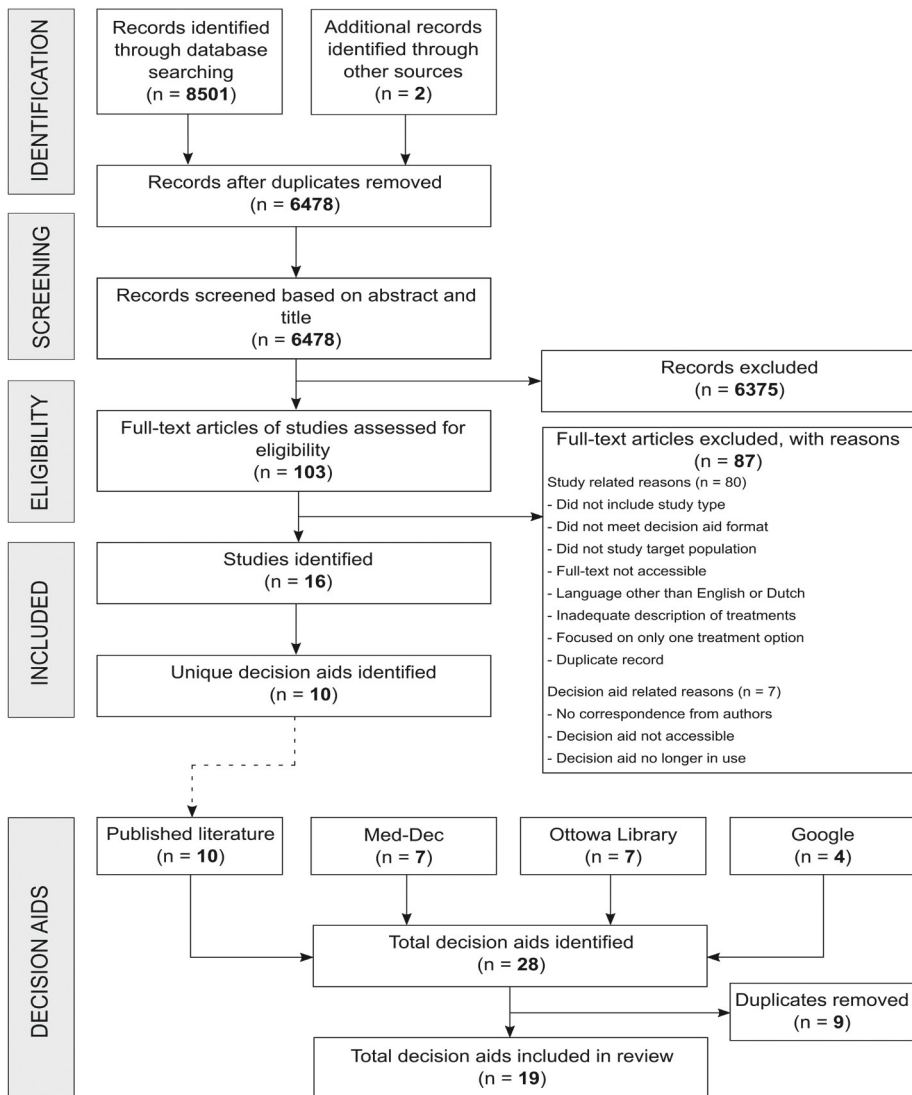 IDENTIFICATION
Records identified
through database
searching
(n = 8501)
Additional records
identified through
other sources
(n = 2)
Records after duplicates removed
(n = 6478)
SCREENING
Records screened based on abstract and
title
(n = 6478)
Records excluded
(n = 6375)
ELIGIBILITY
Full-text articles of studies assessed for
eligibility
(n = 103)
Full-text articles excluded, with reasons
(n = 87)
Study related reasons (n = 80)
- Did not include study type
- Did not meet decision aid format
- Did not study target population
- Full-text not accessible
- Language other than English or Dutch
- Inadequate description of treatments
- Focused on only one treatment option
- Duplicate record
Decision aid related reasons (n = 7)
- No correspondence from authors
- Decision aid not accessible
- Decision aid no longer in use
INCLUDED
Studies identified
(n = 16)
Unique decision aids identified
(n = 10)
DECISION AIDS
Published literature
(n = 10)
Med-Dec
(n = 7)
Ottowa Library
(n = 7)
Google
(n = 4)
Total decision aids identified
(n = 28)
Duplicates removed
(n = 9)
Total decision aids included in review
(n = 19)